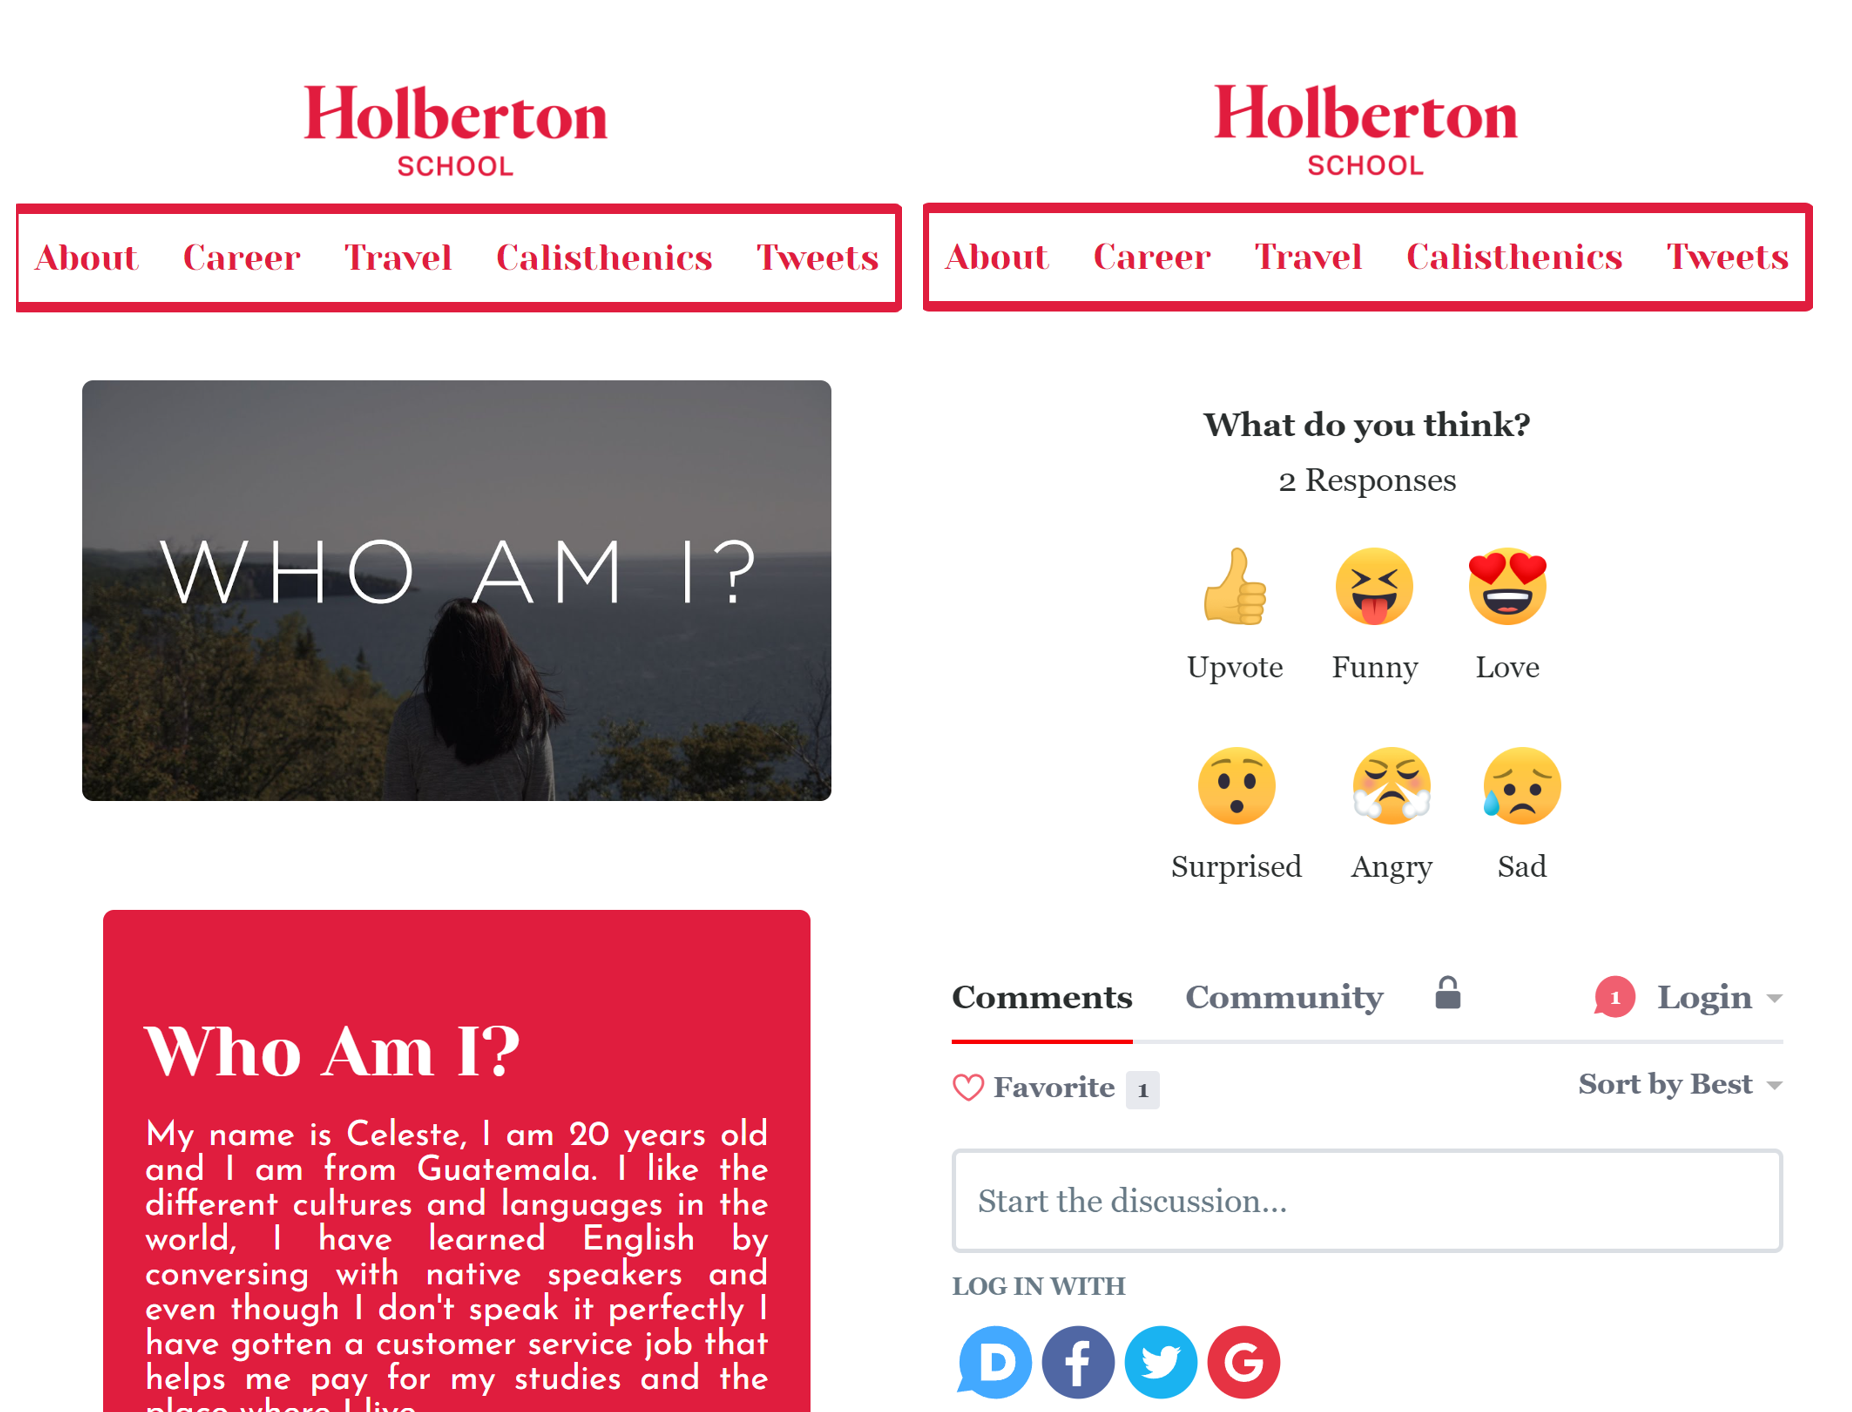 Holberton
SCHOOL
About Career Travel Calisthenics Tweets
WHO AM I?
Who Am I?
My name is Celeste, I am 20 years old
and I am from Guatemala. I like the
different cultures and languages in the
world, I have learned English by
conversing with native speakers and
even though I don't speak it perfectly I
have gotten a customer service job that
helps me pay for my studies and the
place where I live
Holberton
SCHOOL
About Career Travel Calisthenics Tweets
What do you think?
2 Responses
Upvote Funny Love
Surprised Angry Sad
Comments Community 1 Login
Favorite 1 Sort by Best
Start the discussion...
LOG IN WITH
D f G